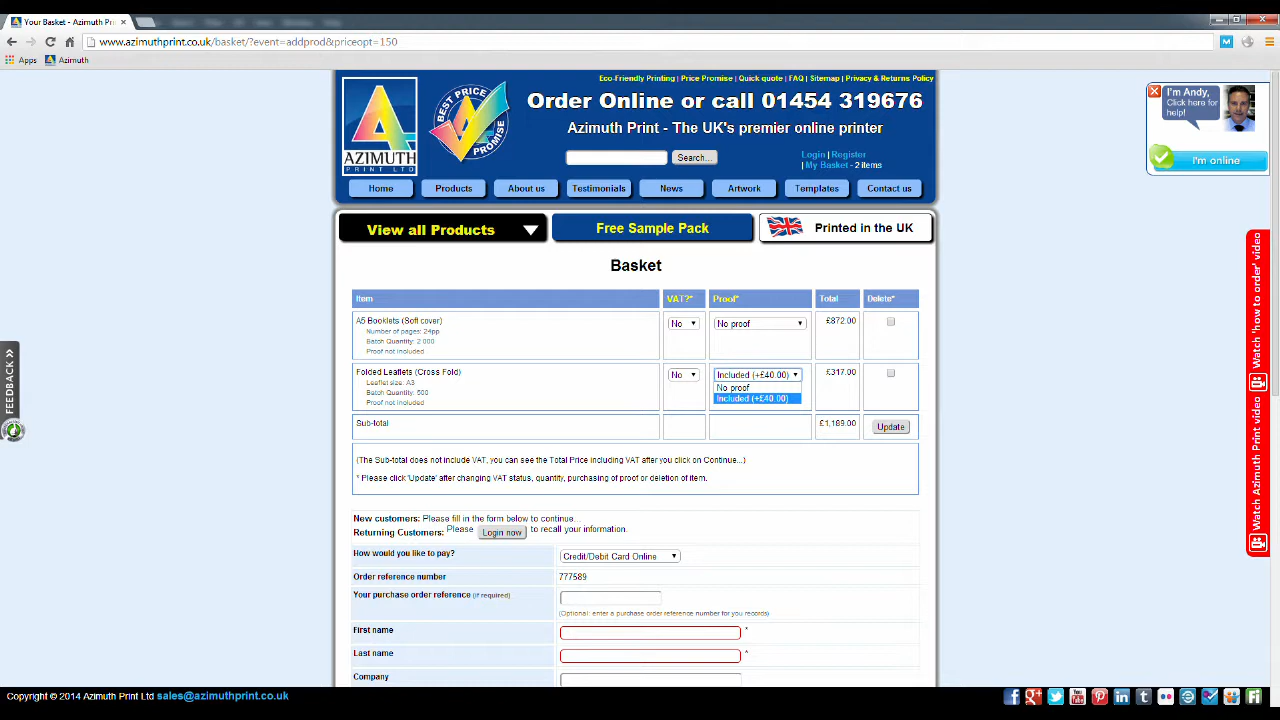 Your Basket - Azimuth Pri
www.azimuthprint.co.uk/basket/?event=addprod&priceopt=150
Apps Azimuth
AZIMUTH
PRINT LTD
BEST PRICE
PROMISE
Eco-Friendly Printing | Price Promise | Quick quote | FAQ | Sitemap | Privacy & Returns Policy
Order Online or call 01454 319676
Azimuth Print - The UK's premier online printer
Search...
Login | Register
| My Basket - 2 items
Home Products About us Testimonials News Artwork Templates Contact us
I'm Andy,
Click here for
help!
I'm online
View all Products Free Sample Pack Printed in the UK
Basket
Item VAT?* Proof* Total Delete*
A5 Booklets (Soft cover) No No proof £872.00
Number of pages: 24pp
Batch Quantity: 2 000
Proof not included
Folded Leaflets (Cross Fold) No Included (+£40.00) £317.00
Leaflet size: A3 No proof
Batch Quantity: 500 Included (+£40.00)
Proof not included
Sub-total £1,189.00 Update
(The Sub-total does not include VAT, you can see the Total Price including VAT after you click on Continue...)
* Please click 'Update' after changing VAT status, quantity, purchasing of proof or deletion of item.
New customers: Please fill in the form below to continue...
Returning Customers: Please Login now to recall your information.
How would you like to pay? Credit/Debit Card Online
Order reference number 777589
Your purchase order reference (if required)
(Optional: enter a purchase order reference number for you records)
First name *
Last name *
Company
FEEDBACK
Watch 'how to order' video
Watch Azimuth Print video
Copyright © 2014 Azimuth Print Ltd sales@azimuthprint.co.uk